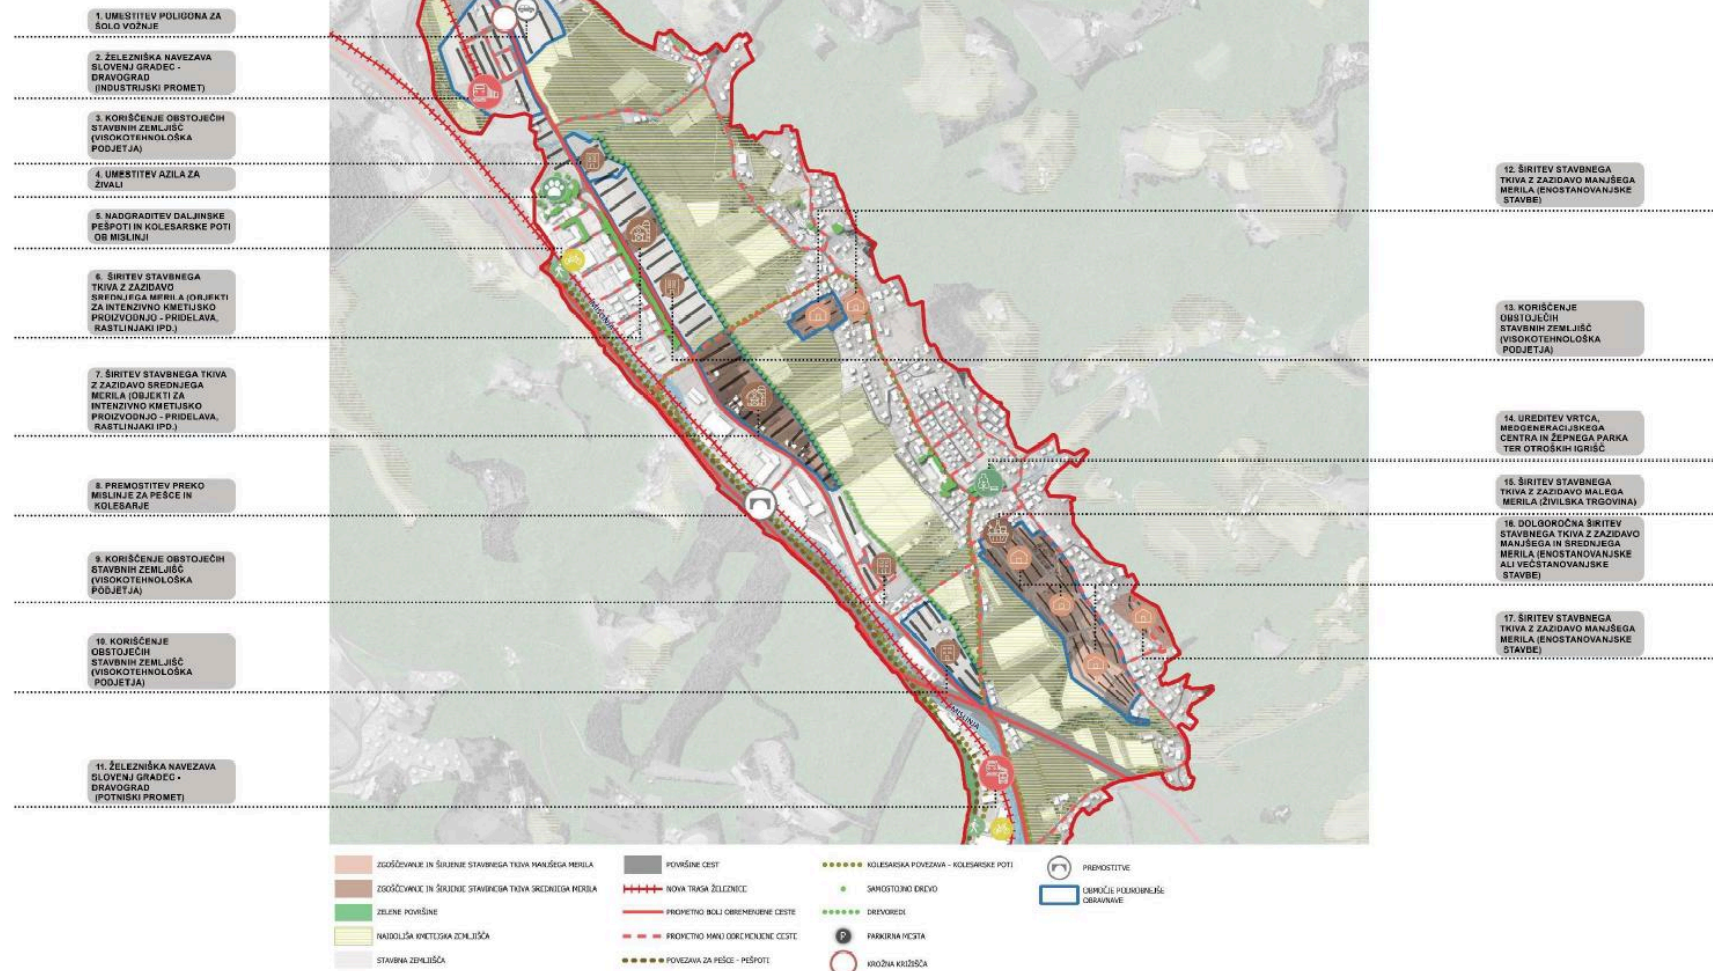 1. UMESTITEV POLIGONA ZA
ŠOLO VOŽNJE
2. ŽELEZNIŠKA NAVEZAVA
SLOVENJ GRADEC -
DRAVOGRAD
(INDUSTRIJSKI PROMET)
3. KORIŠČENJE OBSTOJEČIH
STAVBNIH ZEMLJIŠČ
(VISOKOTEHNOLOŠKA
PODJETJA)
4. UMESTITEV AZILA ZA
ŽIVALI
5. NADGRADITEV DALJINSKE
PEŠPOTI IN KOLESARSKE POTI
OB MISLINJI
6. ŠIRITEV STAVBNEGA
TKIVA Z ZAZIDAVO
SREDNJEGA MERILA (OBJEKTI
ZA INTENZIVNO KMETIJSKO
PROIZVODNJO - PRIDELAVA,
RASTLINJAKI IPD.)
7. ŠIRITEV STAVBNEGA TKIVA
Z ZAZIDAVO SREDNJEGA
MERILA (OBJEKTI ZA
INTENZIVNO KMETIJSKO
PROIZVODNJO - PRIDELAVA,
RASTLINJAKI IPD.)
8. PREMOSTITEV PREKO
MISLINJE ZA PEŠCE IN
KOLESARJE
9. KORIŠČENJE OBSTOJEČIH
STAVBNIH ZEMLJIŠČ
(VISOKOTEHNOLOŠKA
PODJETJA)
10. KORIŠČENJE
OBSTOJEČIH
STAVBNIH ZEMLJIŠČ
(VISOKOTEHNOLOŠKA
PODJETJA)
11. ŽELEZNIŠKA NAVEZAVA
SLOVENJ GRADEC -
DRAVOGRAD
(POTNIŠKI PROMET)
MISLINJA
MISLINJA
12. ŠIRITEV STAVBNEGA
TKIVA Z ZAZIDAVO MANJŠEGA
MERILA (ENOSTANOVANJSKE
STAVBE)
13. KORIŠČENJE
OBSTOJEČIH
STAVBNIH ZEMLJIŠČ
(VISOKOTEHNOLOŠKA
PODJETJA)
14. UREDITEV VRTCA,
MEDGENERACIJSKEGA
CENTRA IN ŽEPNEGA PARKA
TER OTROŠKIH IGRIŠČ
15. ŠIRITEV STAVBNEGA
TKIVA Z ZAZIDAVO MALEGA
MERILA (ŽIVILSKA TRGOVINA)
16. DOLGOROČNA ŠIRITEV
STAVBNEGA TKIVA Z ZAZIDAVO
MANJŠEGA IN SREDNJEGA
MERILA (ENOSTANOVANJSKE
ALI VEČSTANOVANJSKE
STAVBE)
17. ŠIRITEV STAVBNEGA
TKIVA Z ZAZIDAVO MANJŠEGA
MERILA (ENOSTANOVANJSKE
STAVBE)
ZGOŠČEVANJE IN ŠIRJENJE STAVBNEGA TKIVA MANJŠEGA MERILA
ZGOŠČEVANJE IN ŠIRJENJE STAVBNEGA TKIVA SREDNJEGA MERILA
ZELENE POVRŠINE
NAJBOLJŠA KMETIJSKA ZEMLJIŠČA
STAVBNA ZEMLJIŠČA
POVRŠINE CEST
NOVA TRASA ŽELEZNICE
PROMETNO BOLJ OBREMENJENE CESTE
PROMETNO MANJ OBREMENJENE CESTE
POVEZAVA ZA PEŠCE - PEŠPOTI
KOLESARSKA POVEZAVA - KOLESARSKE POTI
SAMOSTOJNO DREVO
DREVOREDI
P PARKIRNA MESTA
KROŽNA KRIŽIŠČA
PREMOSTITVE
OBMOČJE PODROBNEJŠE
OBRAVNAVE